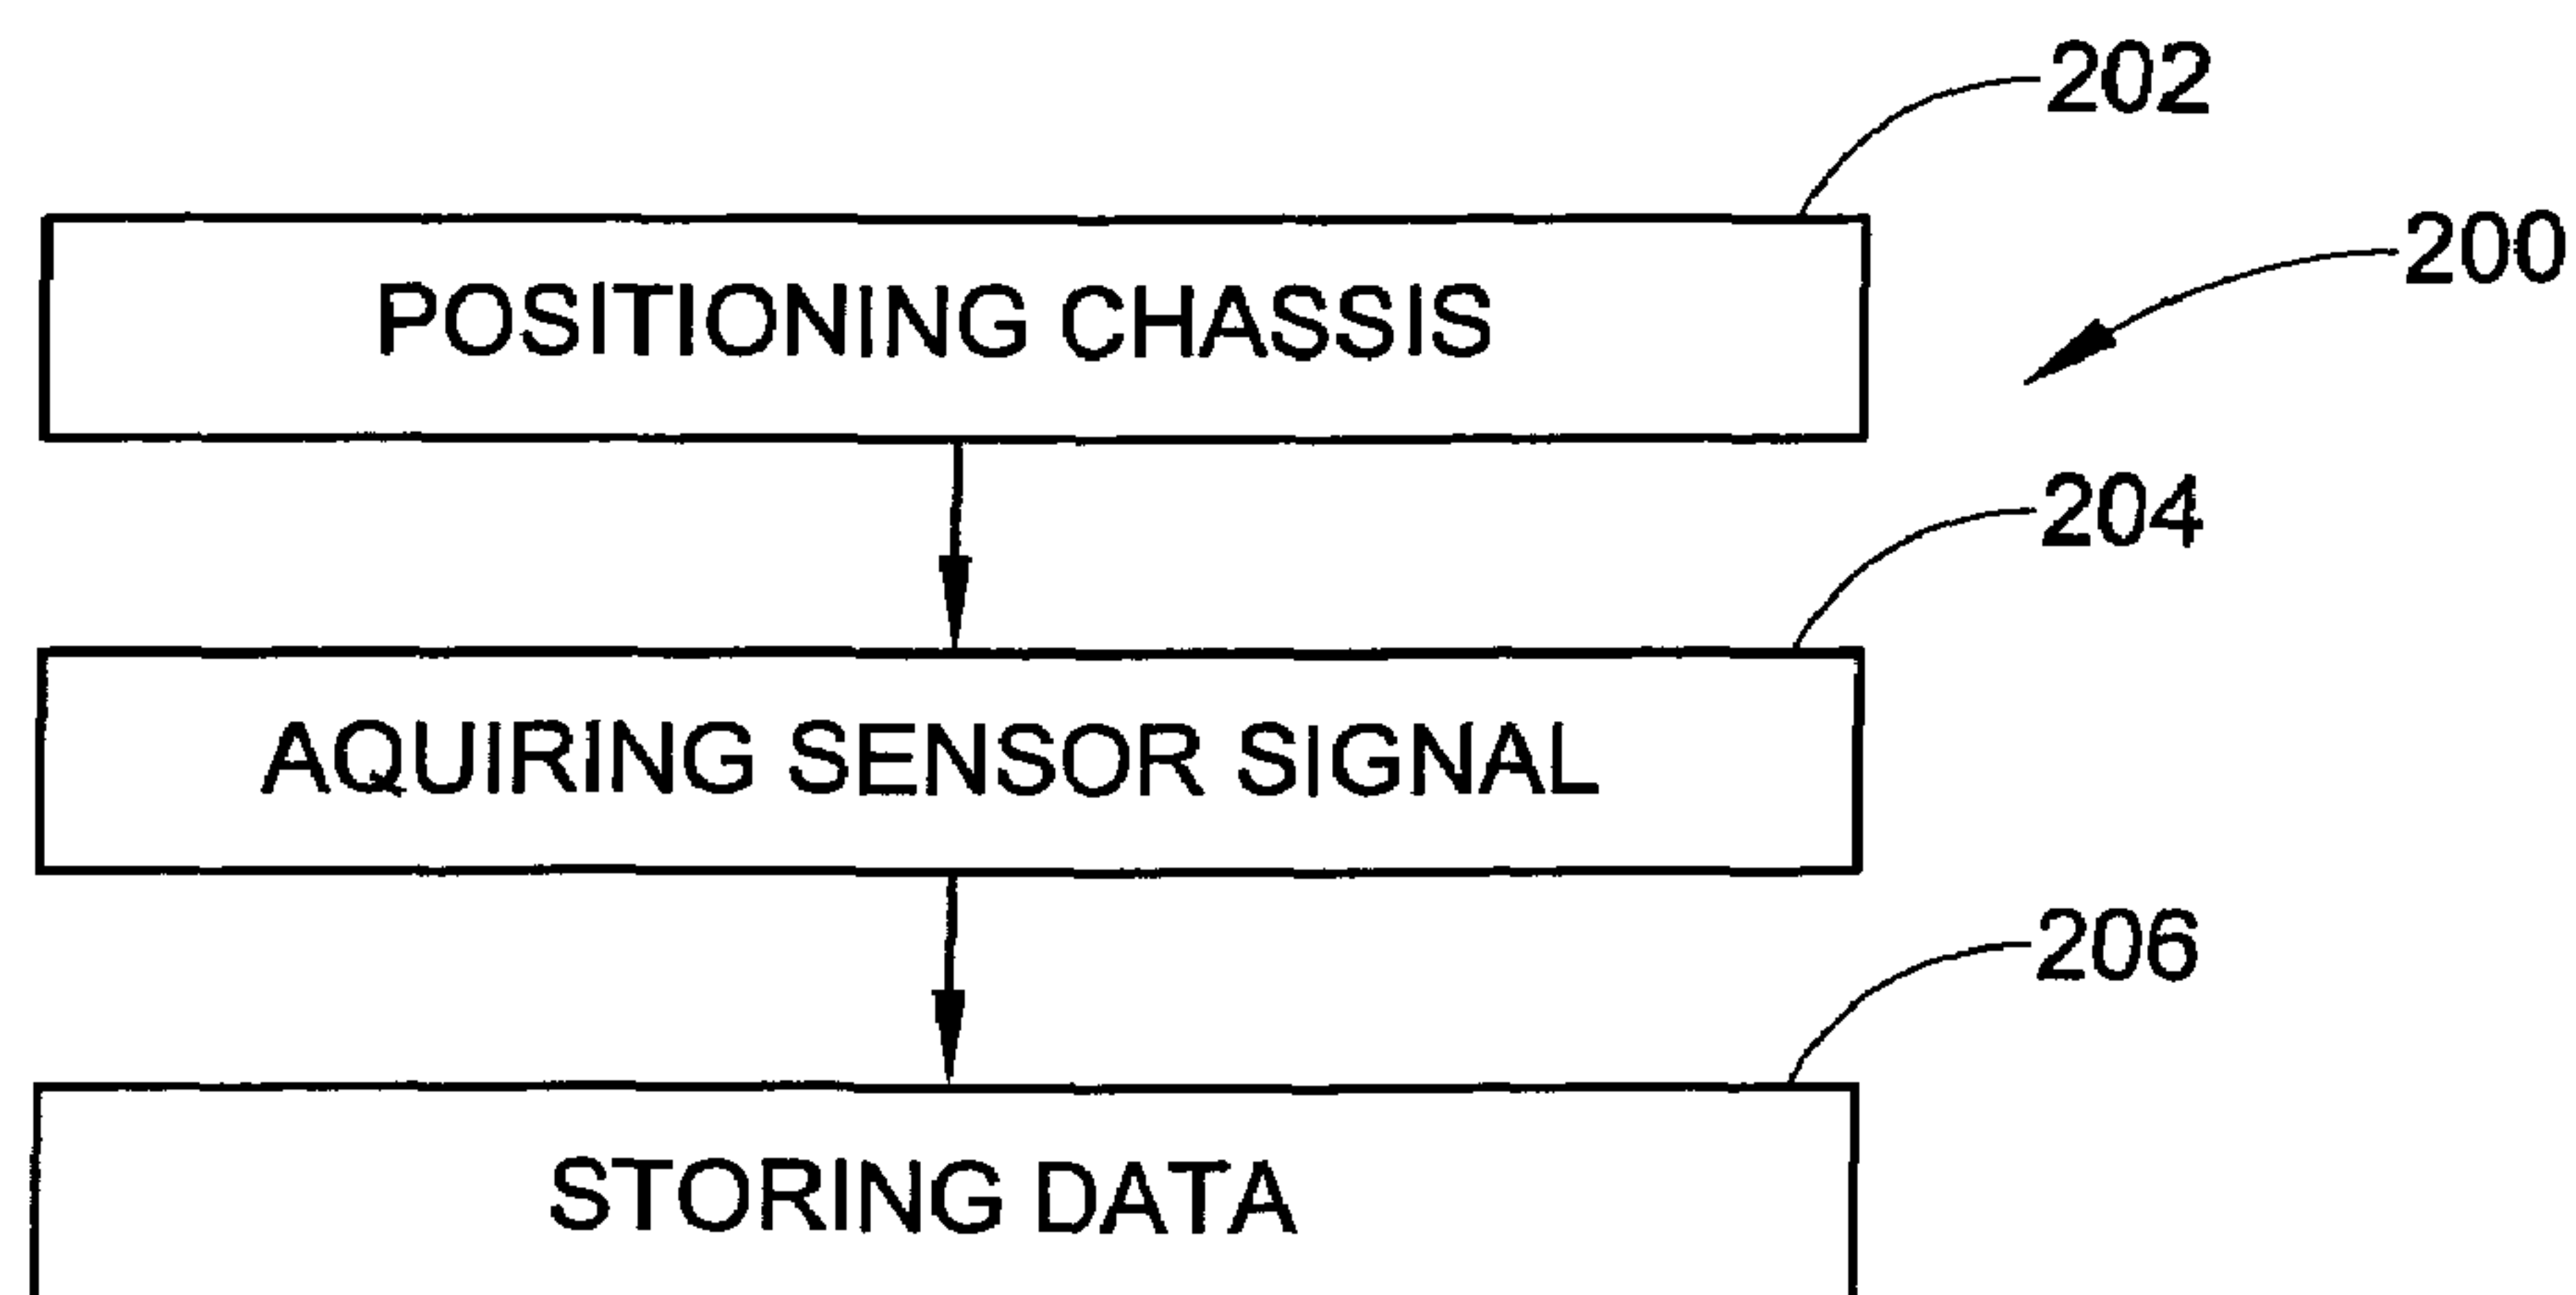 202
200
POSITIONING CHASSIS
204
AQUIRING SENSOR SIGNAL
206
STORING DATA